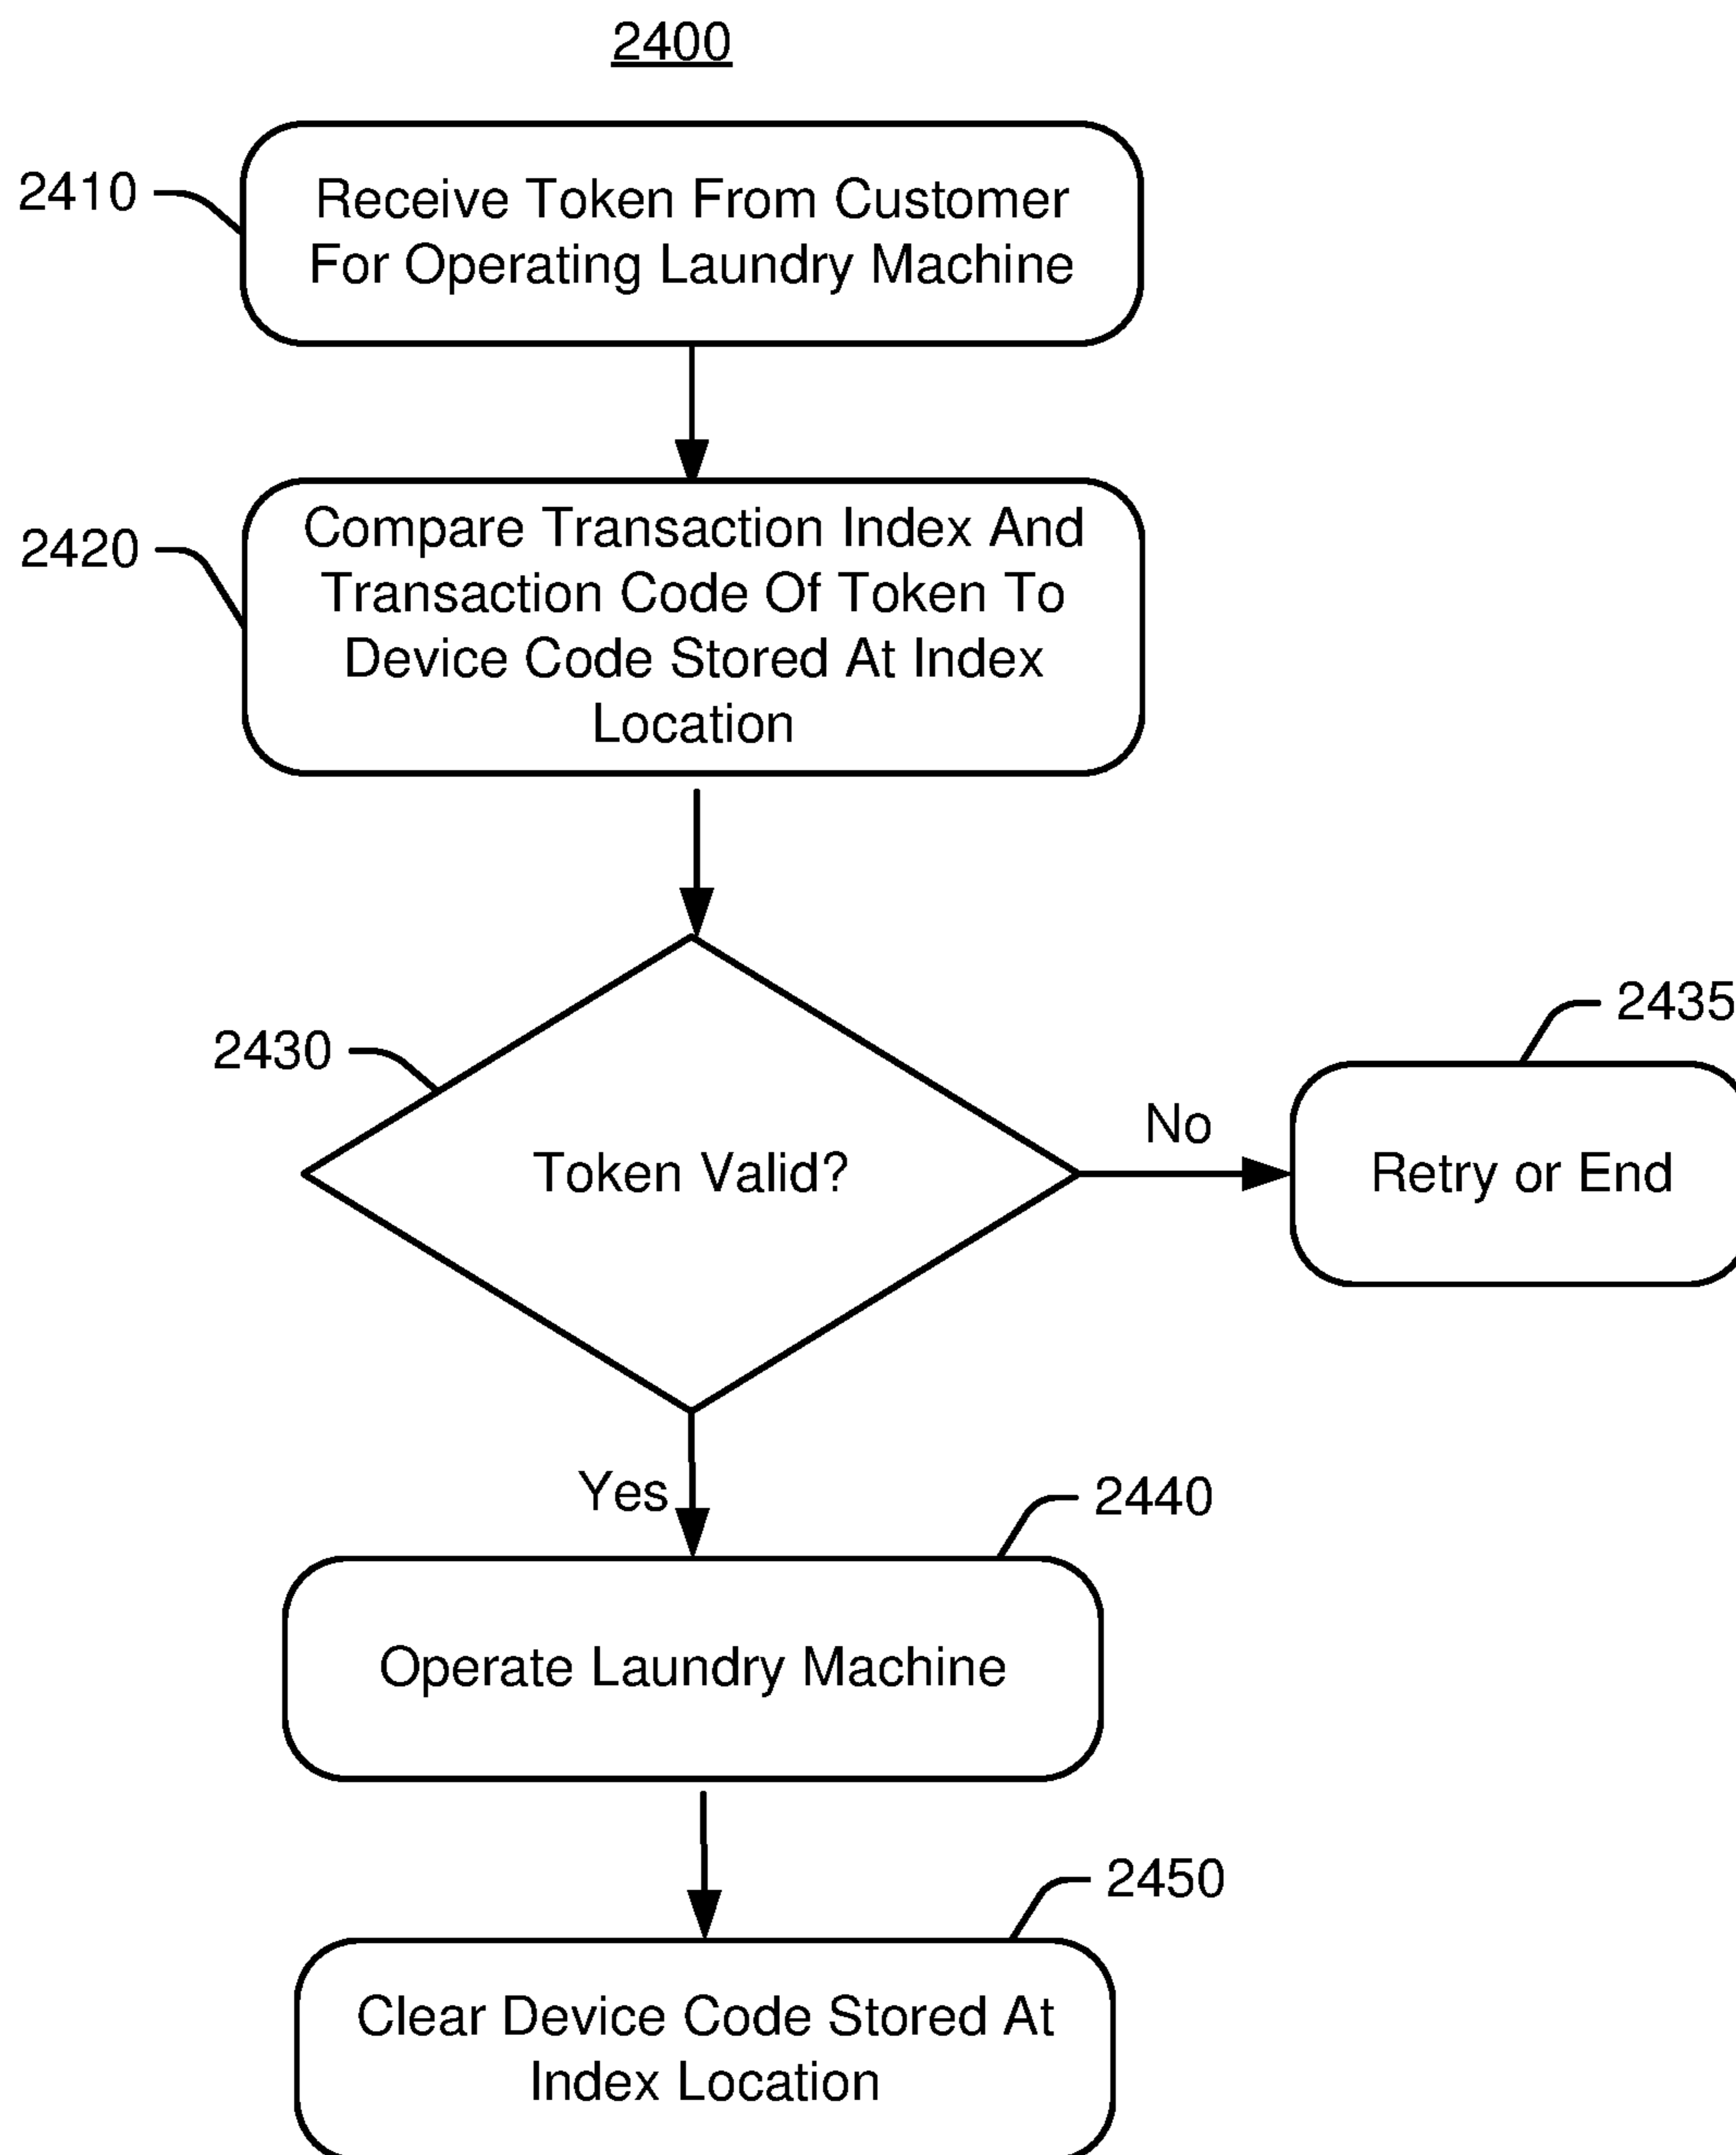 2400
2410
Receive Token From Customer
For Operating Laundry Machine
2420
Compare Transaction Index And
Transaction Code Of Token To
Device Code Stored At Index
Location
2430
Token Valid?
No
2435
Retry or End
Yes
2440
Operate Laundry Machine
2450
Clear Device Code Stored At
Index Location